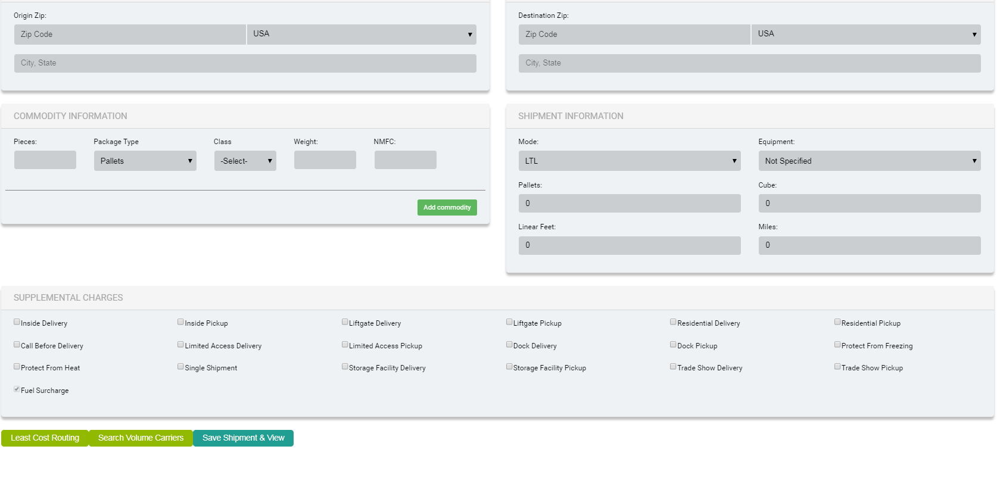 Origin Zip:
Zip Code USA
City, State
Destination Zip:
Zip Code USA
City, State
COMMODITY INFORMATION
Pieces: Package Type Class Weight: NMFC:
Pallets -Select-
Add commodity
SHIPMENT INFORMATION
Mode: Equipment:
LTL Not Specified
Pallets: Cube:
0 0
Linear Feet: Miles:
0 0
SUPPLEMENTAL CHARGES
Inside Delivery Inside Pickup Liftgate Delivery Liftgate Pickup Residential Delivery Residential Pickup
Call Before Delivery Limited Access Delivery Limited Access Pickup Dock Delivery Dock Pickup Protect From Freezing
Protect From Heat Single Shipment Storage Facility Delivery Storage Facility Pickup Trade Show Delivery Trade Show Pickup
Fuel Surcharge
Least Cost Routing Search Volume Carriers Save Shipment & View